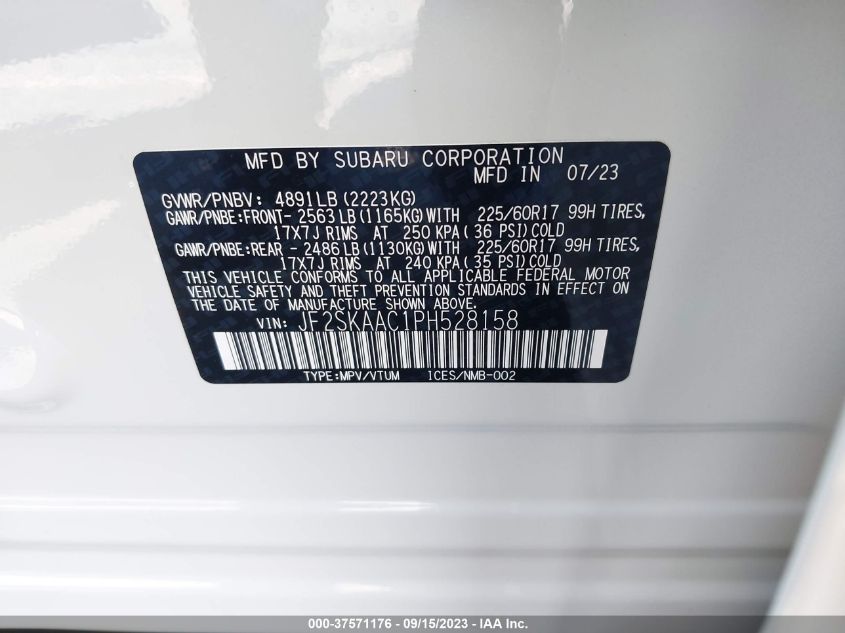 MFD BY SUBARU CORPORATION
MFD IN 07/23
GVWR/PNBV: 4891LB(2223KG)
GAWR/PNBE:FRONT- 2563LB(1165KG)WITH 225/60R17 99H TIRES,
17X7J RIMS AT 250 KPA( 36 PSI)COLD
GAWR/PNBE:REAR - 2486LB(1130KG)WITH 225/60R17 99H TIRES,
17X7J RIMS AT 240 KPA( 35 PSI)COLD
THIS VEHICLE CONFORMS TO ALL APPLICABLE FEDERAL MOTOR
VEHICLE SAFETY AND THEFT PREVENTION STANDARDS IN EFFECT
ON THE DATE OF MANUFACTURE SHOWN ABOVE.
VIN: JF2SKAAC1PH528158
TYPE:MPV/VTUM ICES/NMB-002
000-37571176 - 09/15/2023 - IAA Inc.